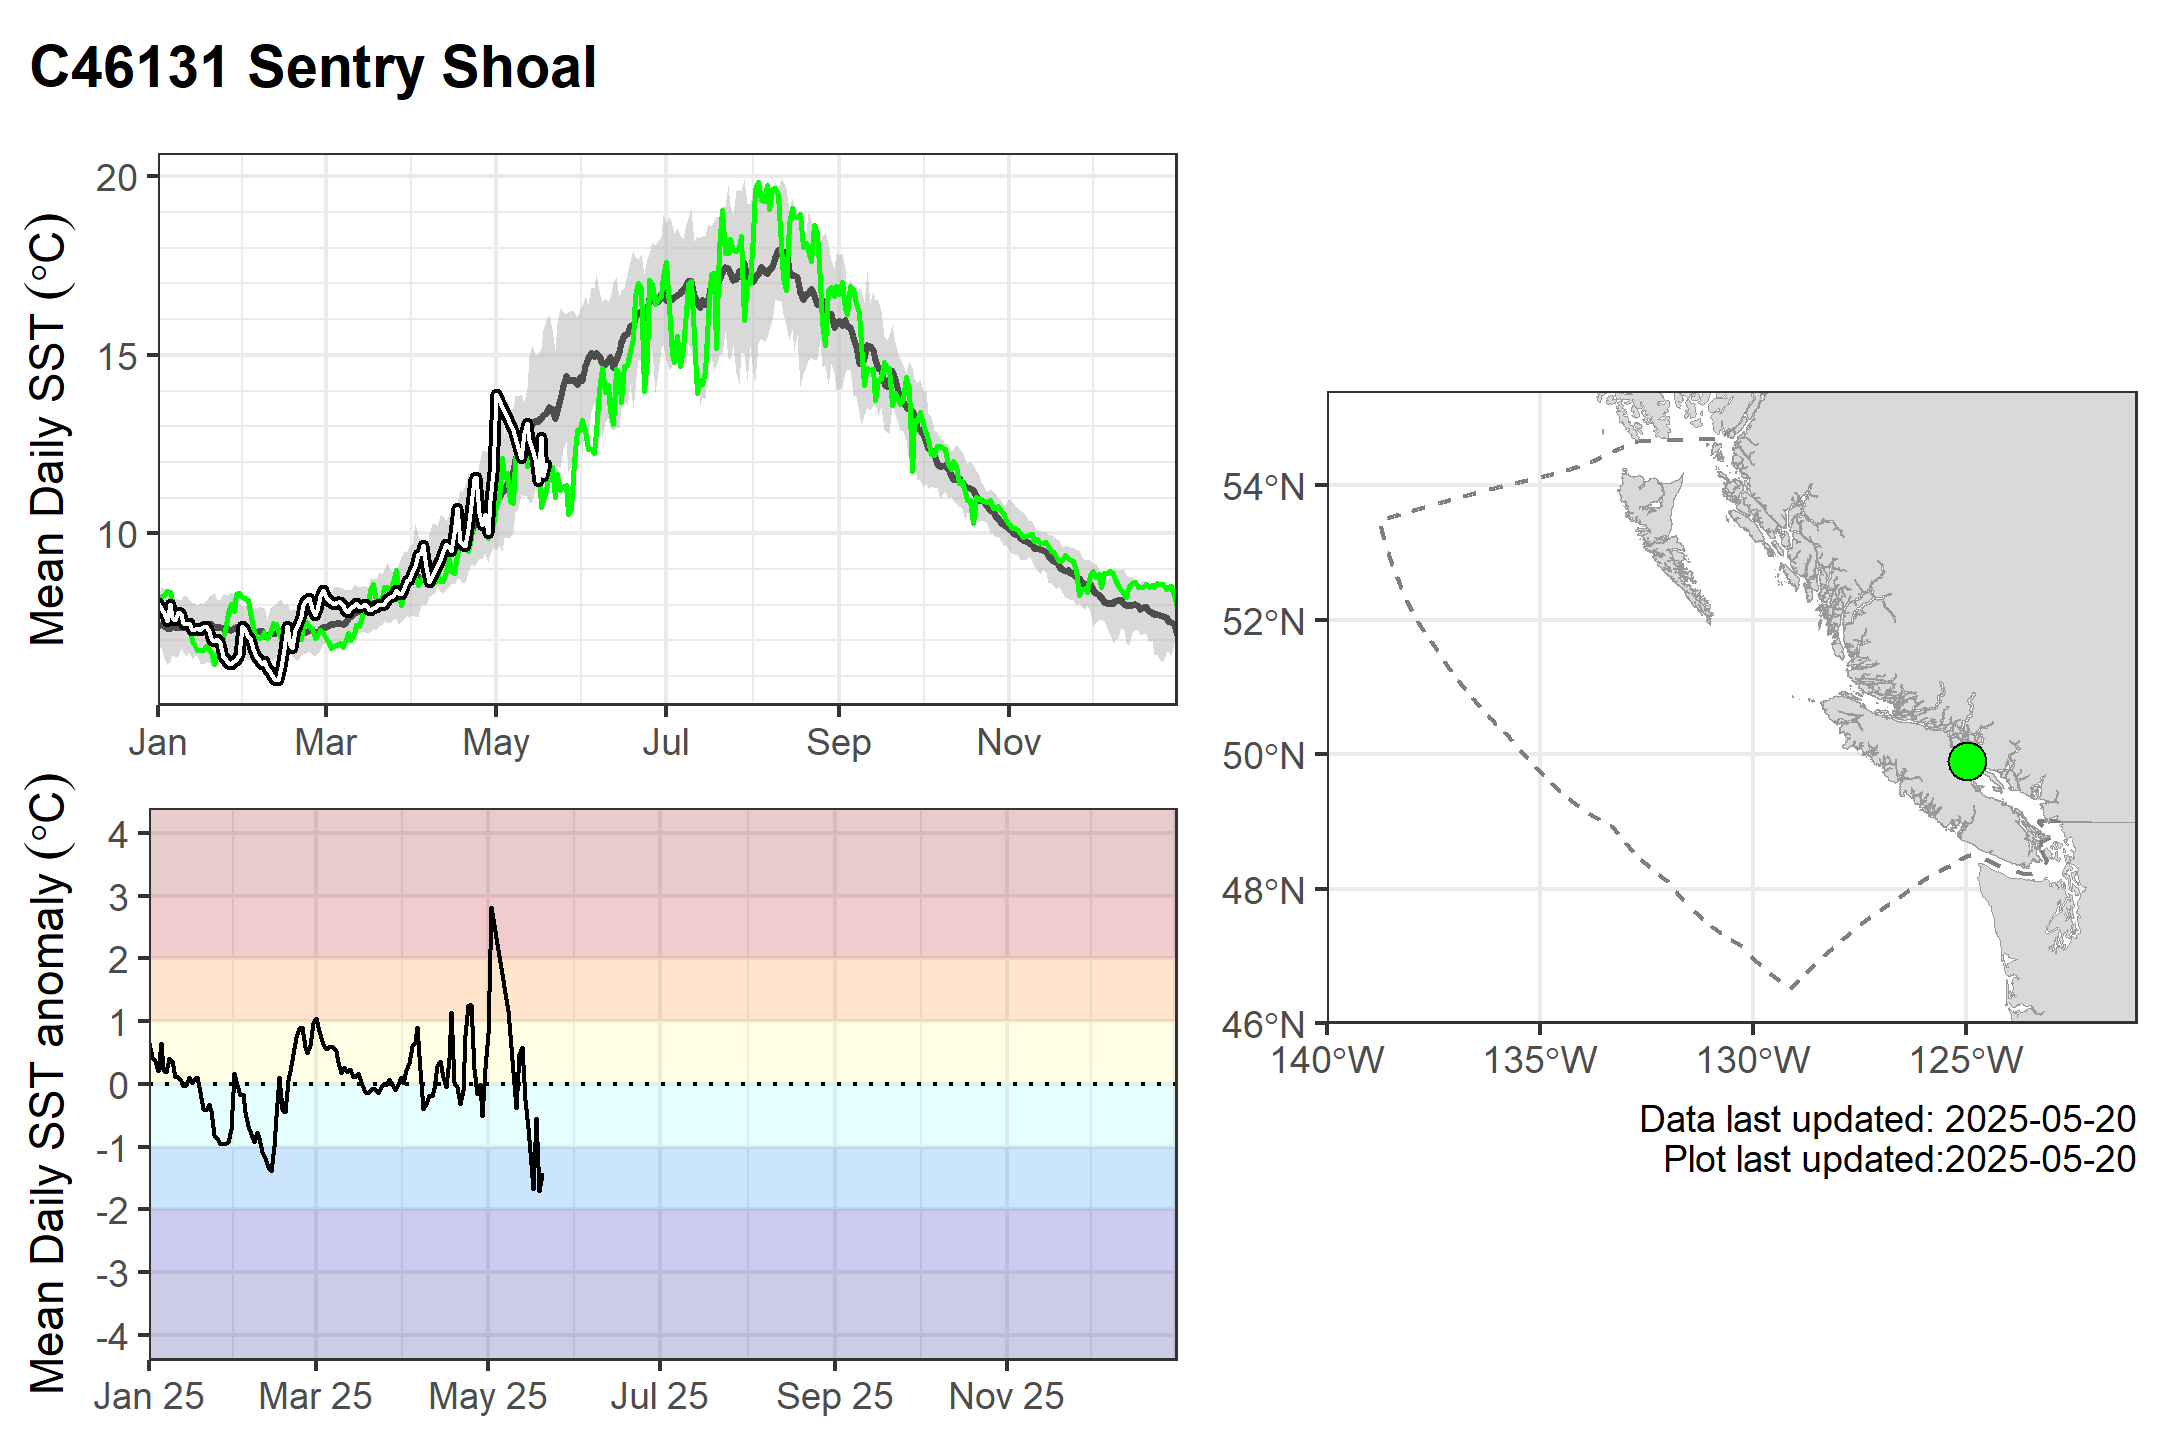 C46131 Sentry Shoal
Mean Daily SST (°C)
20
15
10
Jan Mar May Jul Sep Nov
Mean Daily SST anomaly (°C)
4
3
2
1
0
-1
-2
-3
-4
Jan 25 Mar 25 May 25 Jul 25 Sep 25 Nov 25
54°N
52°N
50°N
48°N
46°N
140°W 135°W 130°W 125°W
Data last updated: 2025-05-20
Plot last updated:2025-05-20